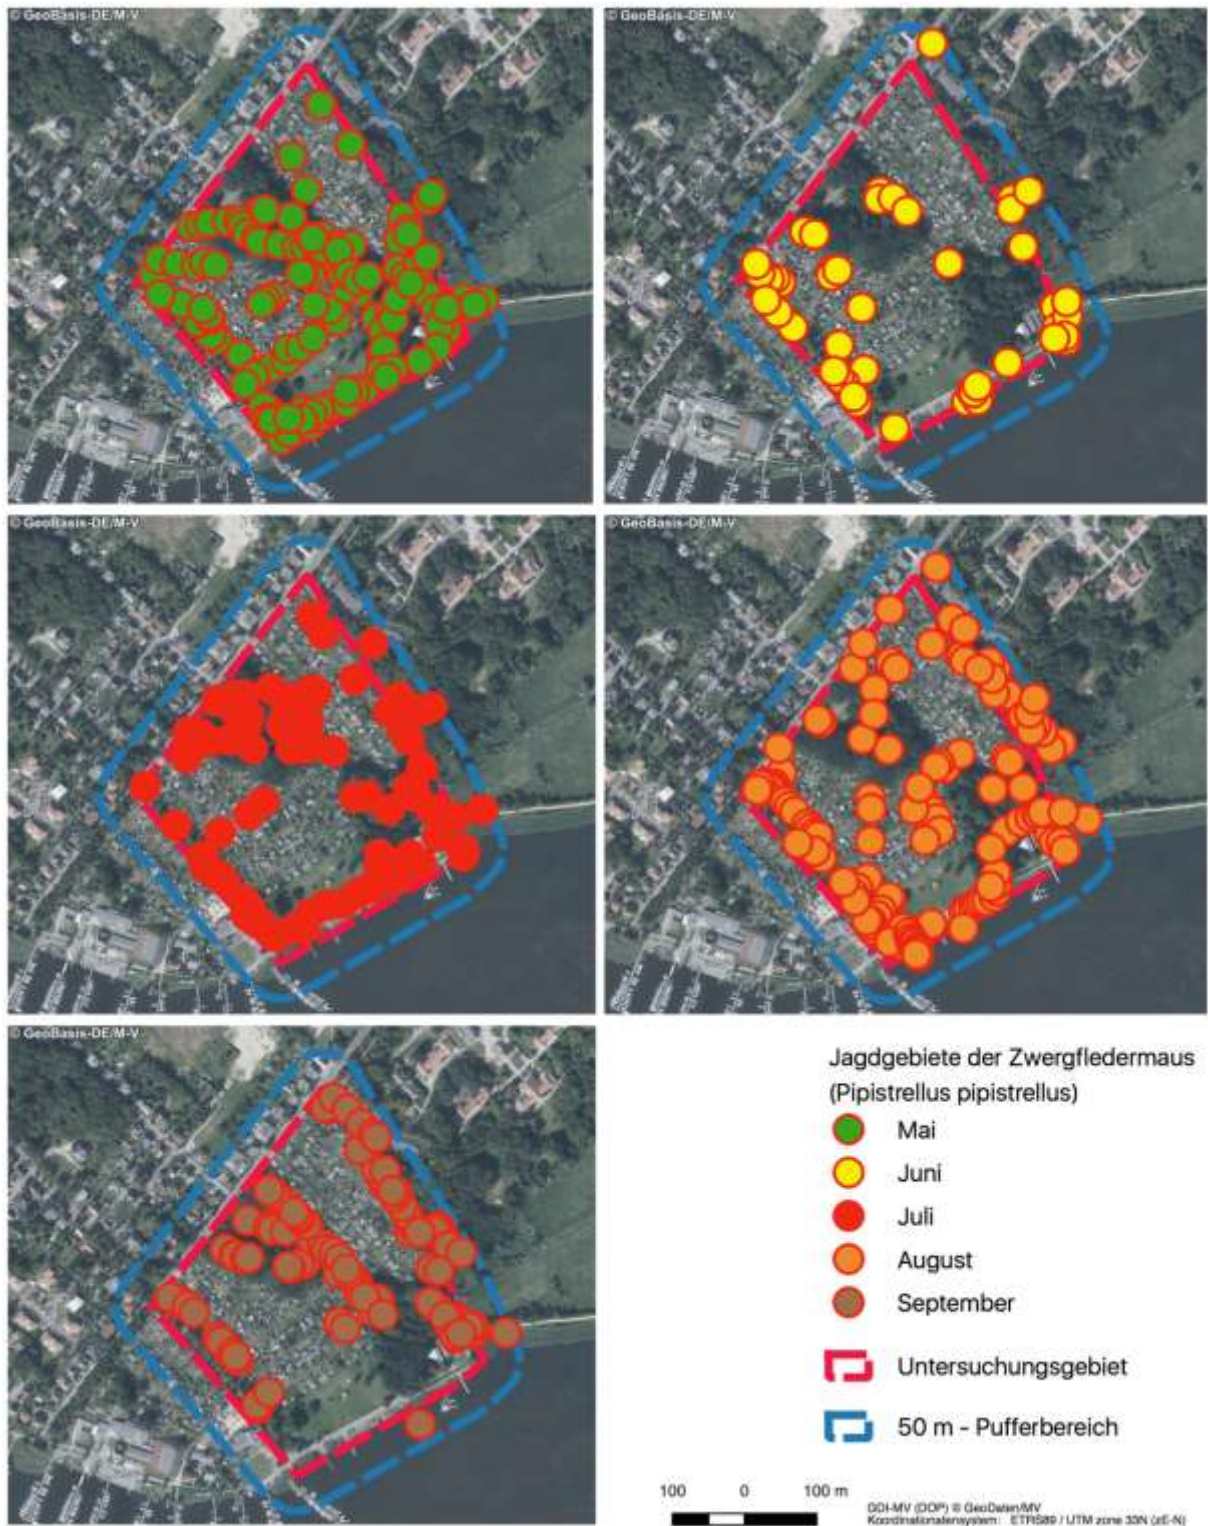 © GeoBasis-DE/M-V
© GeoBasis-DE/M-V
© GeoBasis-DE/M-V
© GeoBasis-DE/M-V
© GeoBasis-DE/M-V
Jagdgebiete der Zwergfledermaus
(Pipistrellus pipistrellus)
Mai
Juni
Juli
August
September
Untersuchungsgebiet
50 m - Pufferbereich
100 0 100 m
GDI-MV (DOP) © GeoDaten/MV
Koordinatensystem: ETRS89 / UTM zone 33N (zE-N)